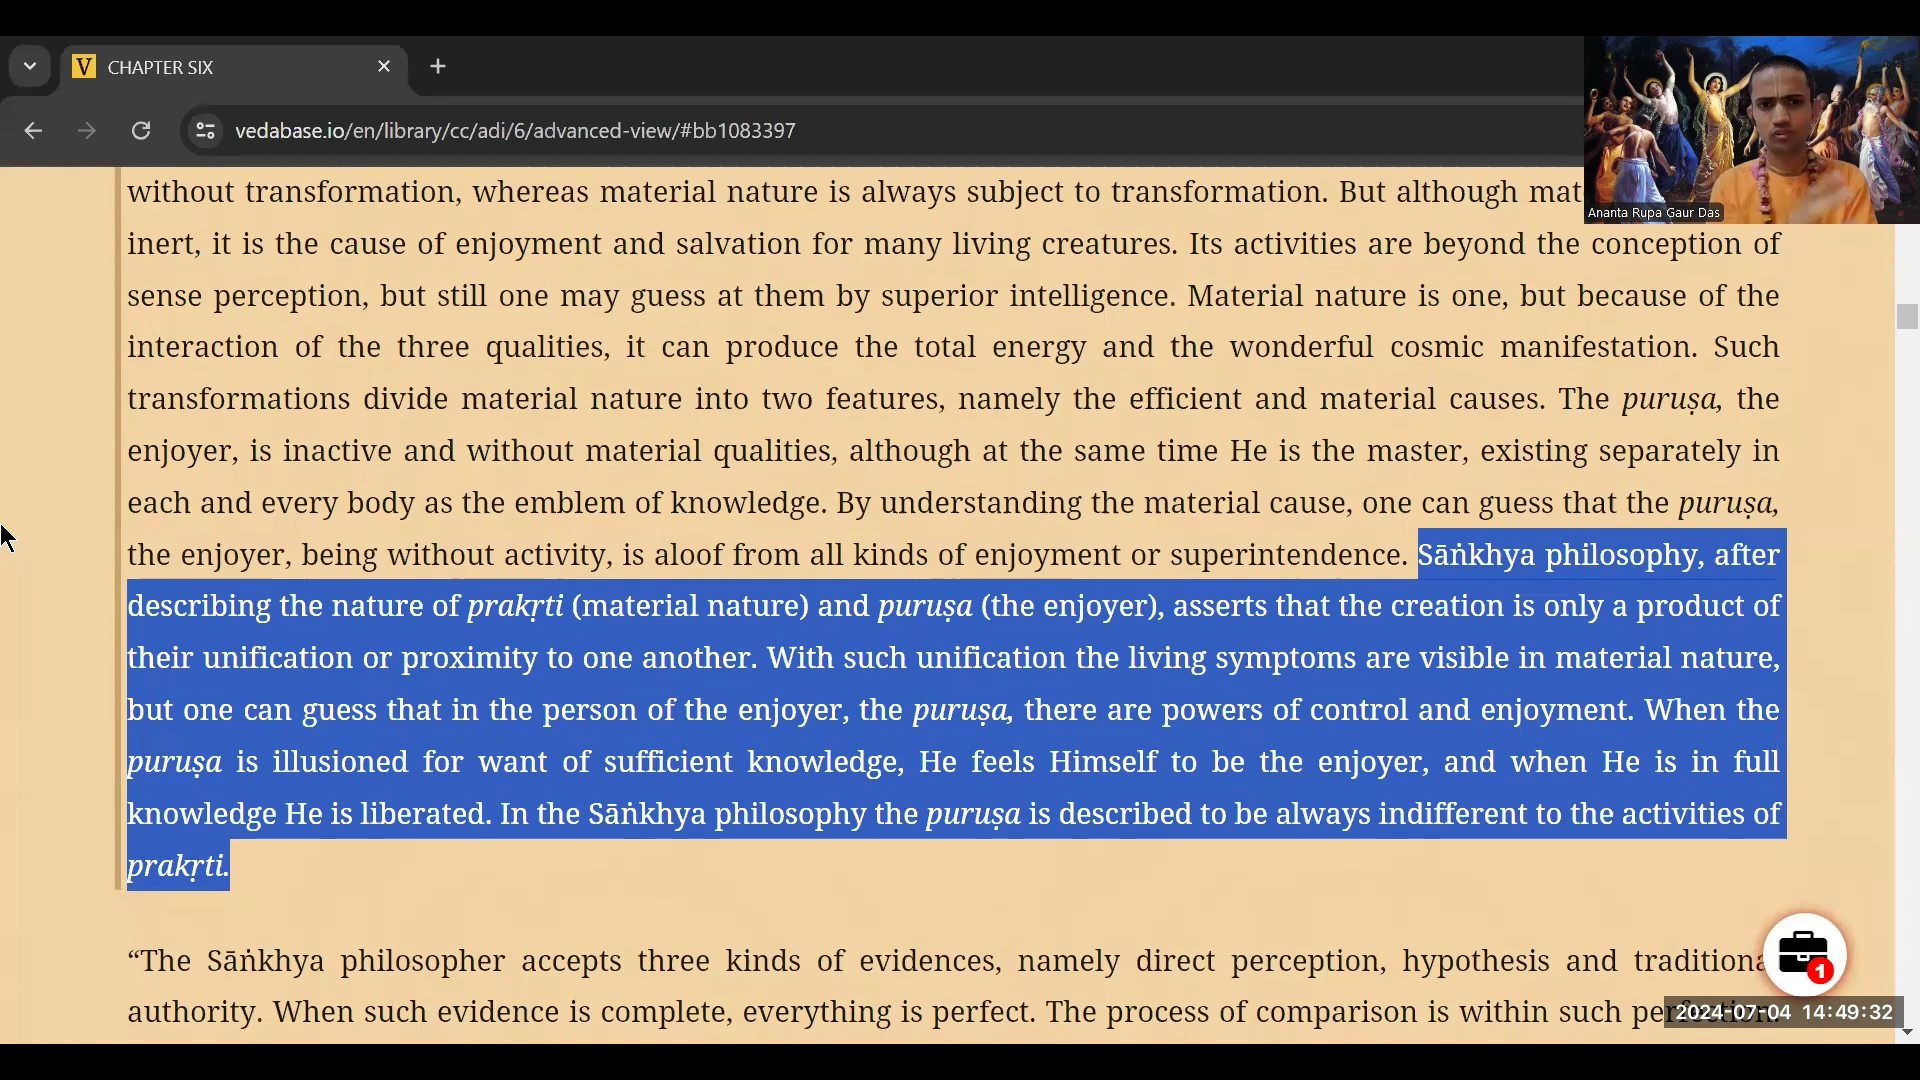 CHAPTER SIX
vedabase.io/en/library/cc/adi/6/advanced-view/#bb1083397
Ananta Rupa Gaur Das
without transformation, whereas material nature is always subject to transformation. But although mat
inert, it is the cause of enjoyment and salvation for many living creatures. Its activities are beyond the conception of
sense perception, but still one may guess at them by superior intelligence. Material nature is one, but because of the
interaction of the three qualities, it can produce the total energy and the wonderful cosmic manifestation. Such
transformations divide material nature into two features, namely the efficient and material causes. The puruṣa, the
enjoyer, is inactive and without material qualities, although at the same time He is the master, existing separately in
each and every body as the emblem of knowledge. By understanding the material cause, one can guess that the puruṣa,
the enjoyer, being without activity, is aloof from all kinds of enjoyment or superintendence. Sāṅkhya philosophy, after
describing the nature of prakṛti (material nature) and puruṣa (the enjoyer), asserts that the creation is only a product of
their unification or proximity to one another. With such unification the living symptoms are visible in material nature,
but one can guess that in the person of the enjoyer, the puruṣa, there are powers of control and enjoyment. When the
puruṣa is illusioned for want of sufficient knowledge, He feels Himself to be the enjoyer, and when He is in full
knowledge He is liberated. In the Sāṅkhya philosophy the puruṣa is described to be always indifferent to the activities of
prakṛti.
“The Sāṅkhya philosopher accepts three kinds of evidences, namely direct perception, hypothesis and traditiona
authority. When such evidence is complete, everything is perfect. The process of comparison is within such
1
2024-07-04 14:49:32